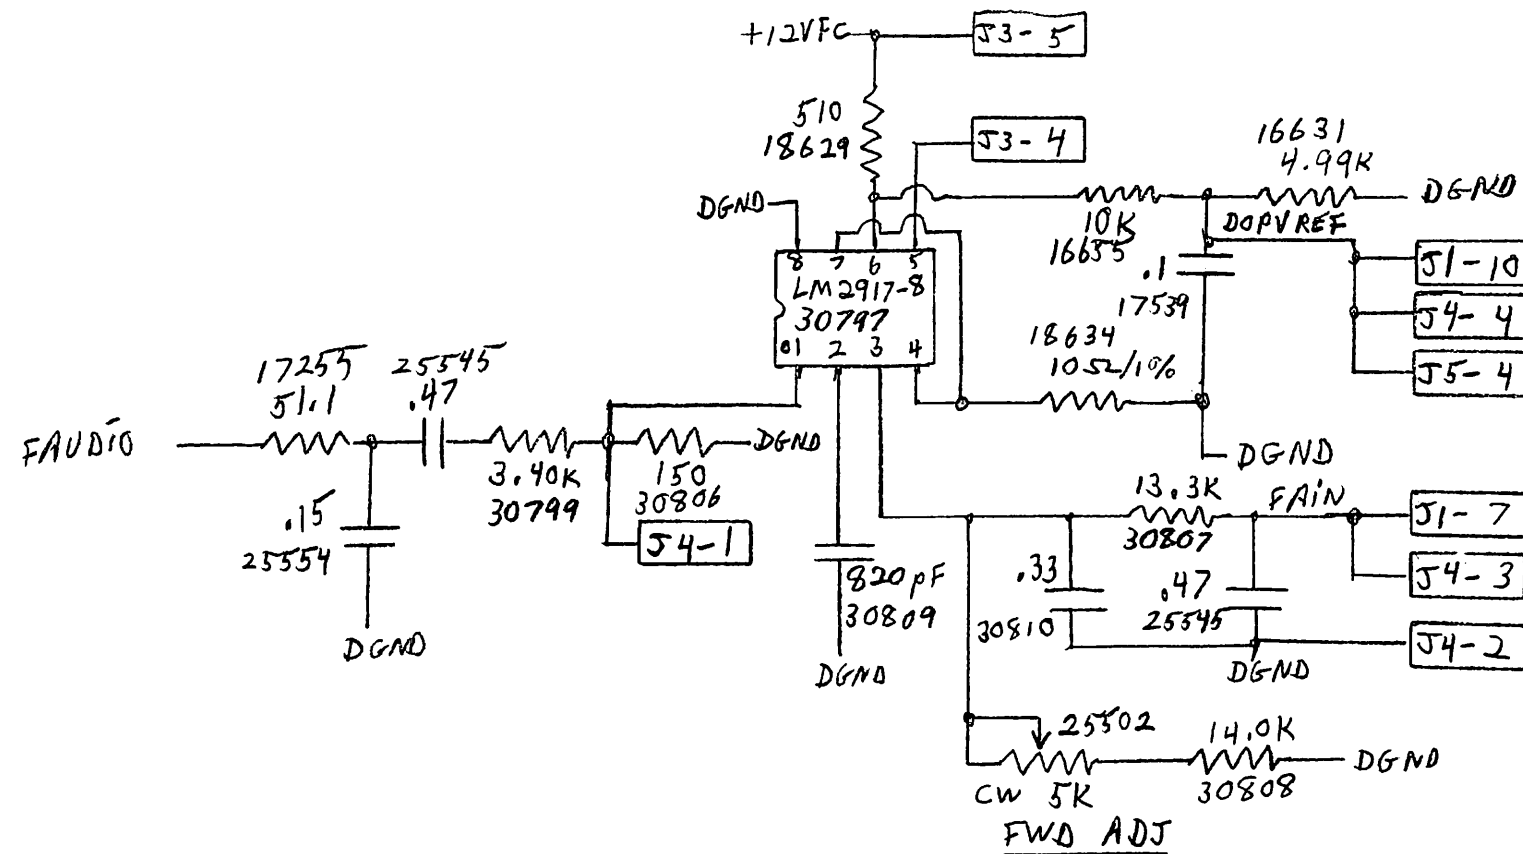 +12VFC
J3-5
510
18629
J3-4
16631
4.99K
DGND
DGND
10K
16635
DOPVREF
8 7 6 5
LM2917-8
30797
1 2 3 4
.1
17539
J1-10
J4-4
J5-4
18634
10Ω/1%
17255
51.1
25545
.47
FAUDIO
3.40K
30799
150
30806
DGND
DGND
.15
25554
J4-1
DGND
820pF
30809
DGND
13.3K
30807
FAIN
J1-7
J4-3
.33
30810
.47
25545
J4-2
DGND
25502
14.0K
30808
DGND
CW 5K
FWD ADJ